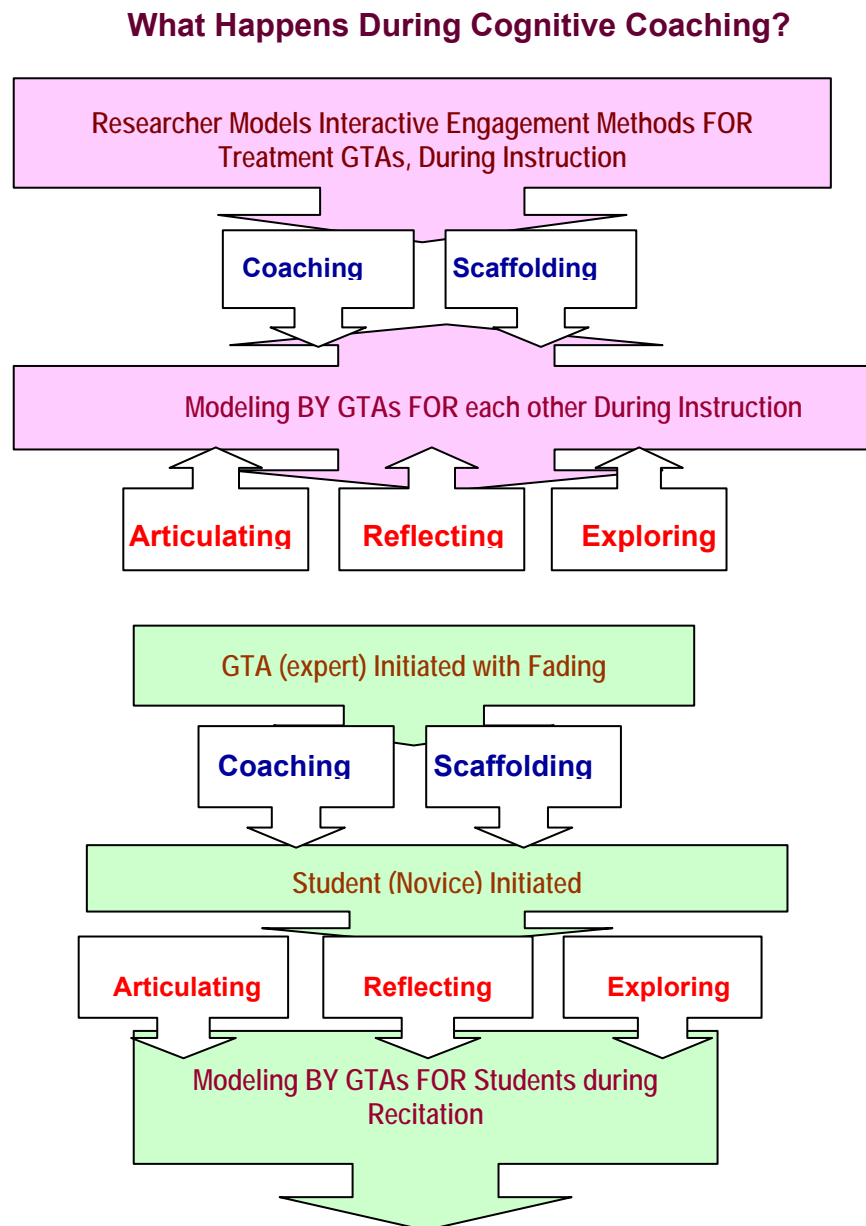 What Happens During Cognitive Coaching?
Researcher Models Interactive Engagement Methods FOR
Treatment GTAs, During Instruction
Coaching
Scaffolding
Modeling BY GTAs FOR each other During Instruction
Articulating
Reflecting
Exploring
GTA (expert) Initiated with Fading
Coaching
Scaffolding
Student (Novice) Initiated
Articulating
Reflecting
Exploring
Modeling BY GTAs FOR Students during
Recitation